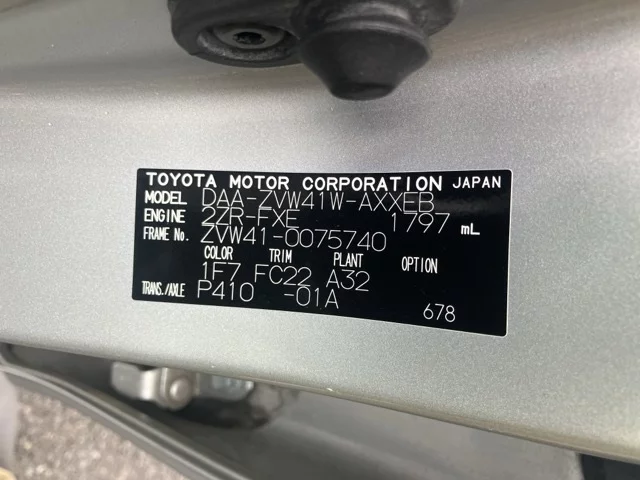 TOYOTA MOTOR CORPORATION JAPAN
MODEL DAA-ZVW41W-AXXEB
ENGINE 2ZR-FXE 1797 mL
FRAME No. ZVW41-0075740
COLOR TRIM PLANT OPTION
1F7 FC22 A32
TRANS./AXLE P410 -01A
678